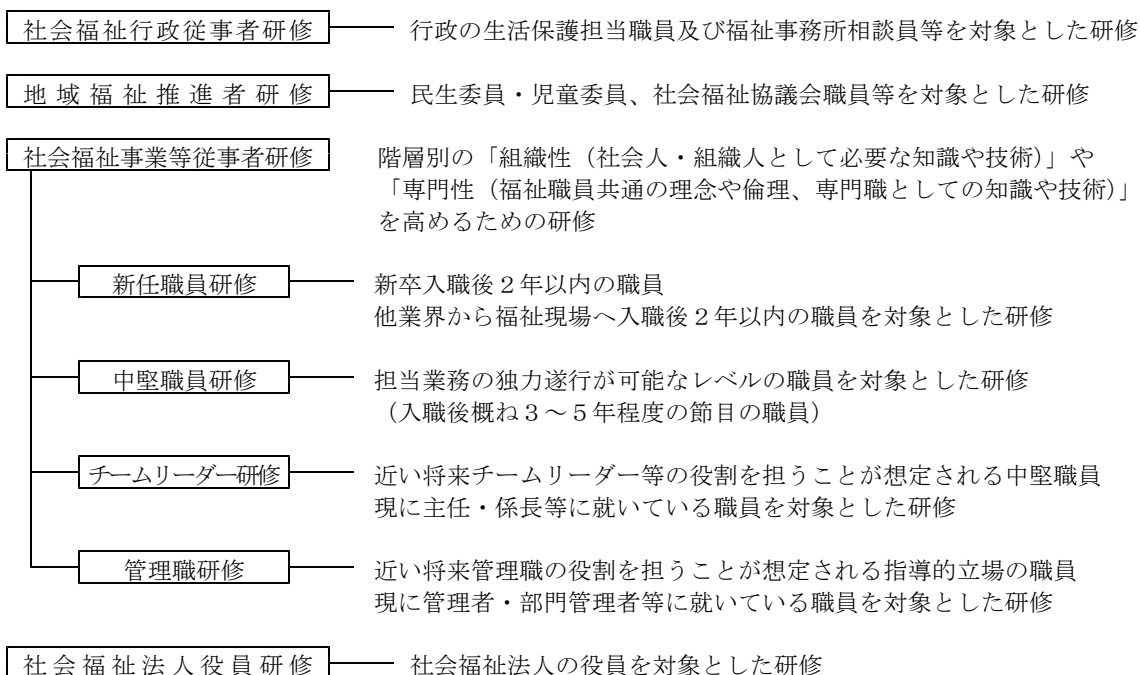 社会福祉行政従事者研修 行政の生活保護担当職員及び福祉事務所相談員等を対象とした研修
地域福祉推進者研修 民生委員・児童委員、社会福祉協議会職員等を対象とした研修
社会福祉事業等従事者研修 階層別の「組織性（社会人・組織人として必要な知識や技術）」や
「専門性（福祉職員共通の理念や倫理、専門職としての知識や技術）」
を高めるための研修
新任職員研修 新卒入職後２年以内の職員
他業界から福祉現場へ入職後２年以内の職員を対象とした研修
中堅職員研修 担当業務の独力遂行が可能なレベルの職員を対象とした研修
（入職後概ね３～５年程度の節目の職員）
チームリーダー研修 近い将来チームリーダー等の役割を担うことが想定される中堅職員
現に主任・係長等に就いている職員を対象とした研修
管理職研修 近い将来管理職の役割を担うことが想定される指導的立場の職員
現に管理者・部門管理者等に就いている職員を対象とした研修
社会福祉法人役員研修 社会福祉法人の役員を対象とした研修